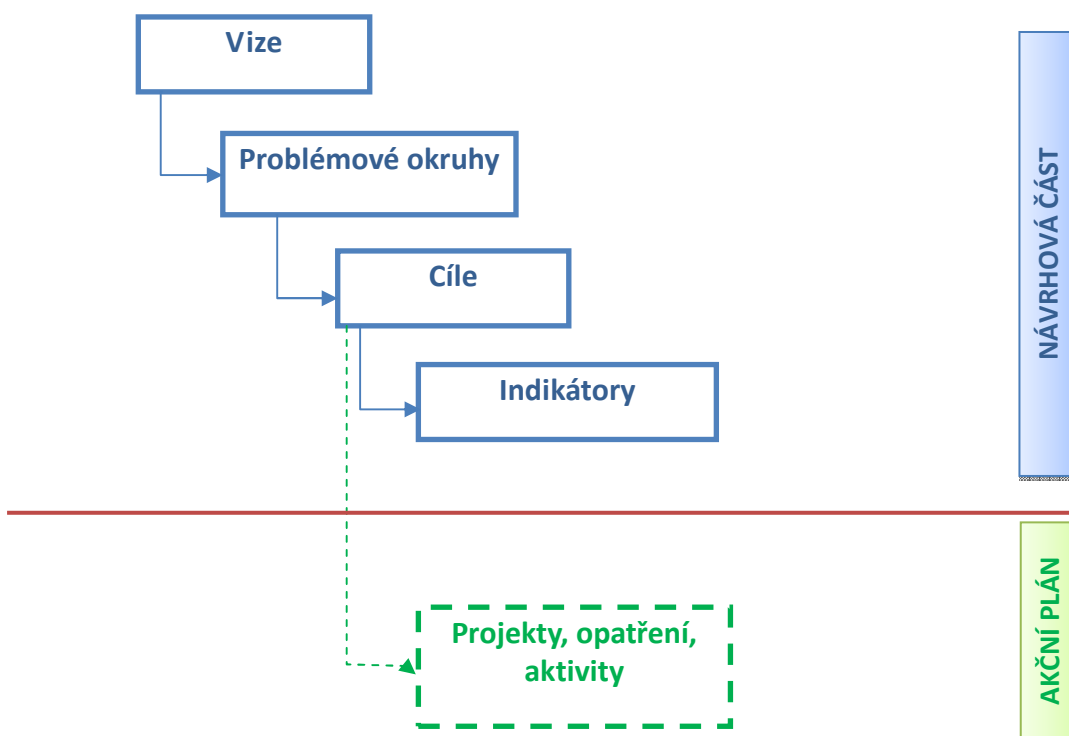 Vize
Problémové okruhy
Cíle
Indikátory
NÁVRHOVÁ ČÁST
Projekty, opatření,
aktivity
AKČNÍ PLÁN